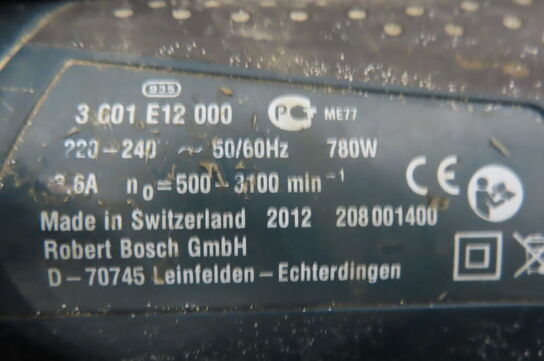 935
3 601 E12 000 PC ME77
220-240 ~ 50/60Hz 780W
3,6A n₀=500-3100 min⁻¹
CE
Made in Switzerland 2012 208001400
Robert Bosch GmbH
D-70745 Leinfelden-Echterdingen